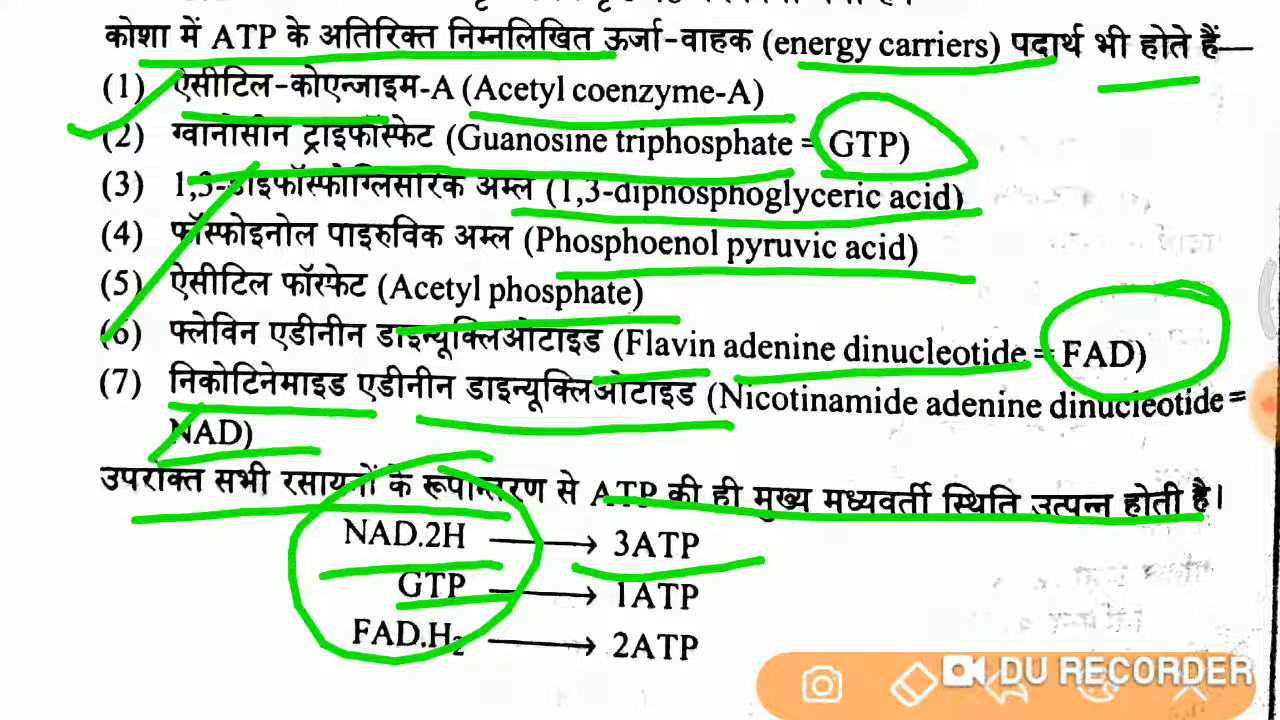 कोशा में ATP के अतिरिक्त निम्नलिखित ऊर्जा-वाहक (energy carriers) पदार्थ भी होते हैं—
(1) ऐसीटिल-कोएन्जाइम-A (Acetyl coenzyme-A)
(2) ग्वानोसीन ट्राइफॉस्फेट (Guanosine triphosphate = GTP)
(3) 1,3-डाइफॉस्फोग्लिसरिक अम्ल (1,3-diphosphoglyceric acid)
(4) फॉस्फोइनोल पाइरुविक अम्ल (Phosphoenol pyruvic acid)
(5) ऐसीटिल फॉस्फेट (Acetyl phosphate)
(6) फ्लेविन एडीनीन डाइन्यूक्लिओटाइड (Flavin adenine dinucleotide = FAD)
(7) निकोटिनेमाइड एडीनीन डाइन्यूक्लिओटाइड (Nicotinamide adenine dinucleotide =
NAD)
उपरोक्त सभी रसायनों के रूपान्तरण से ATP की ही मुख्य मध्यवर्ती स्थिति उत्पन्न होती है।
NAD.2H ⟶ 3ATP
GTP ⟶ 1ATP
FAD.H₂ ⟶ 2ATP
DU RECORDER